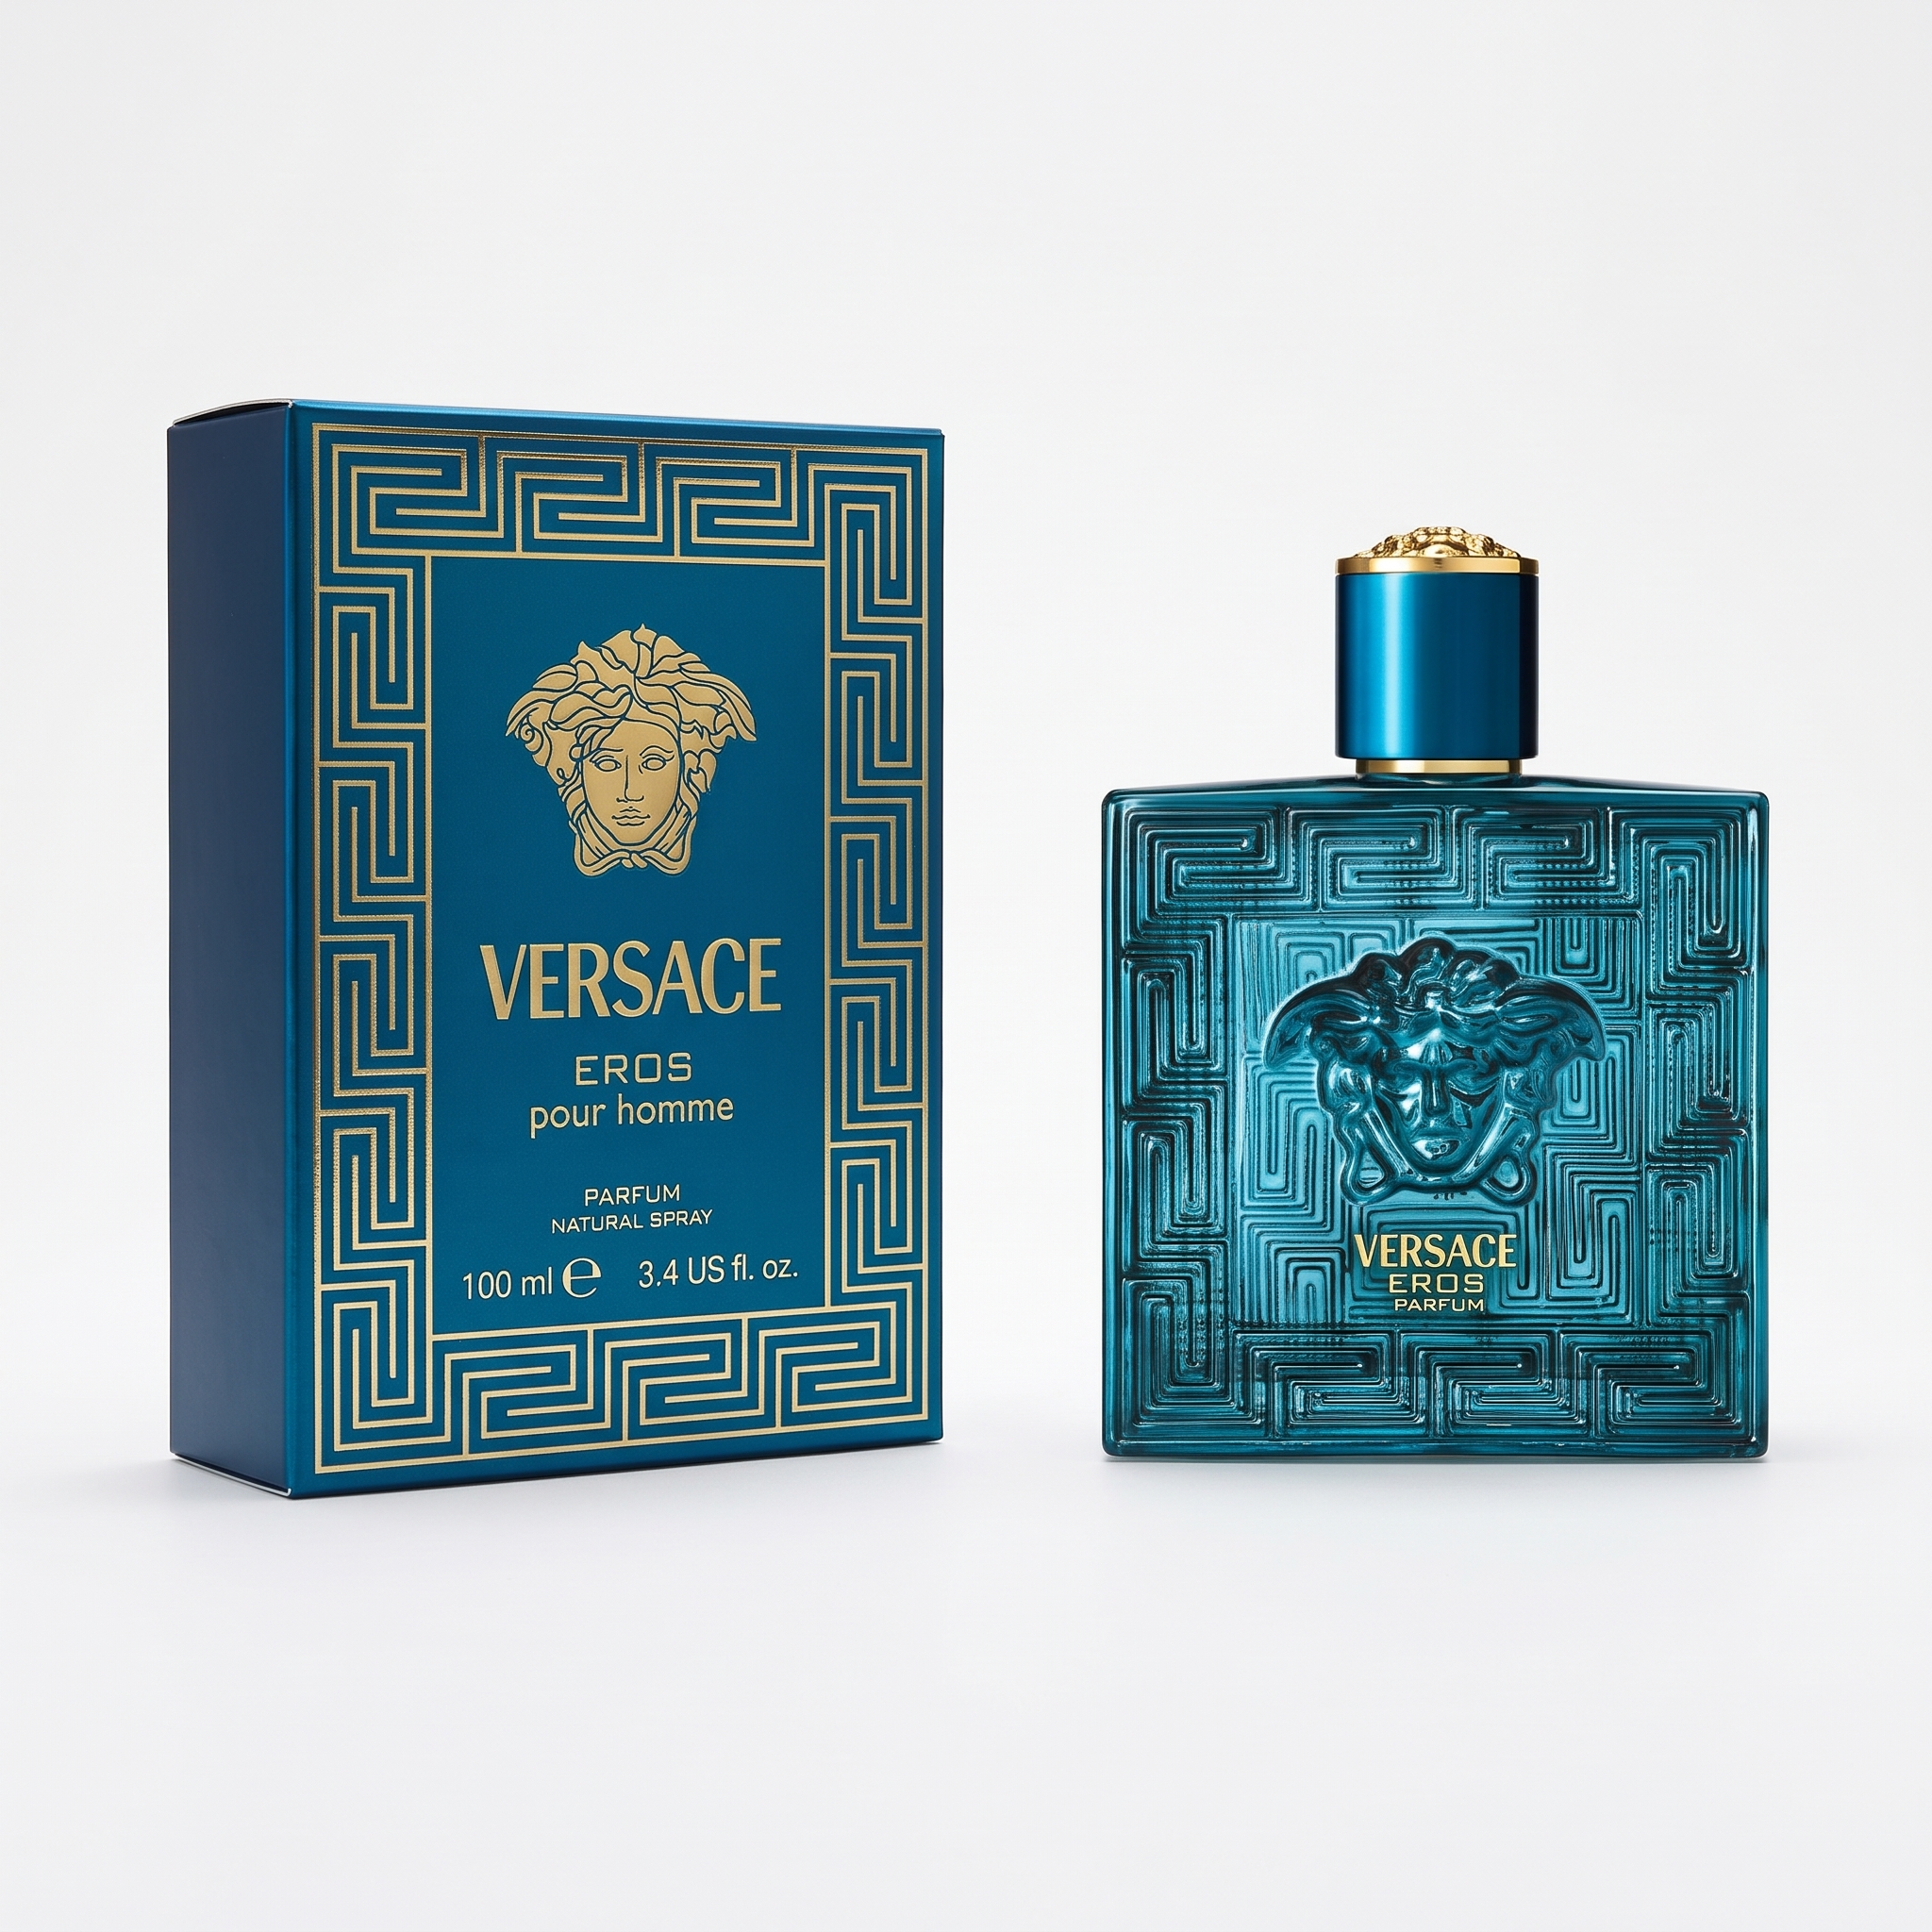 VERSACE
EROS
pour homme
PARFUM
NATURAL SPRAY
100 ml ℮ 3.4 US fl. oz.
VERSACE
EROS
PARFUM